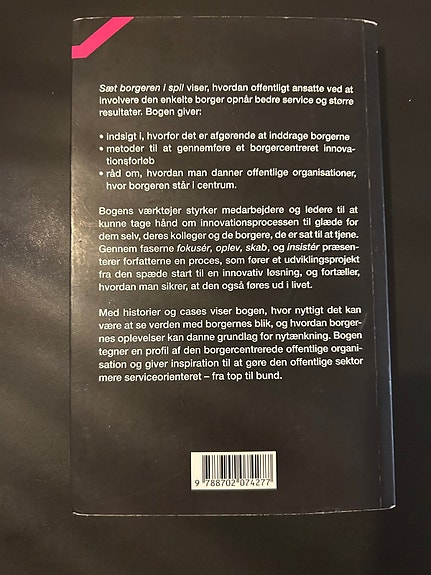 Sæt borgeren i spil viser, hvordan offentligt ansatte ved at
involvere den enkelte borger opnår bedre service og større
resultater. Bogen giver:
• indsigt i, hvorfor det er afgørende at inddrage borgerne
• metoder til at gennemføre et borgercentreret innova-
tionsforløb
• råd om, hvordan man danner offentlige organisationer,
hvor borgeren står i centrum.
Bogens værktøjer styrker medarbejdere og ledere til at
kunne tage hånd om innovationsprocessen til glæde for
dem selv, deres kolleger og de borgere, de er sat til at tjene.
Gennem faserne fokusér, oplev, skab, og insistér præsen-
terer forfatterne en proces, som fører et udviklingsprojekt
fra den spæde start til en innovativ løsning, og fortæller,
hvordan man sikrer, at den også føres ud i livet.
Med historier og cases viser bogen, hvor nyttigt det kan
være at se verden med borgernes blik, og hvordan borger-
nes oplevelser kan danne grundlag for nytænkning. Bogen
tegner en profil af den borgercentrerede offentlige organi-
sation og giver inspiration til at gøre den offentlige sektor
mere serviceorienteret – fra top til bund.
9 788702 074277